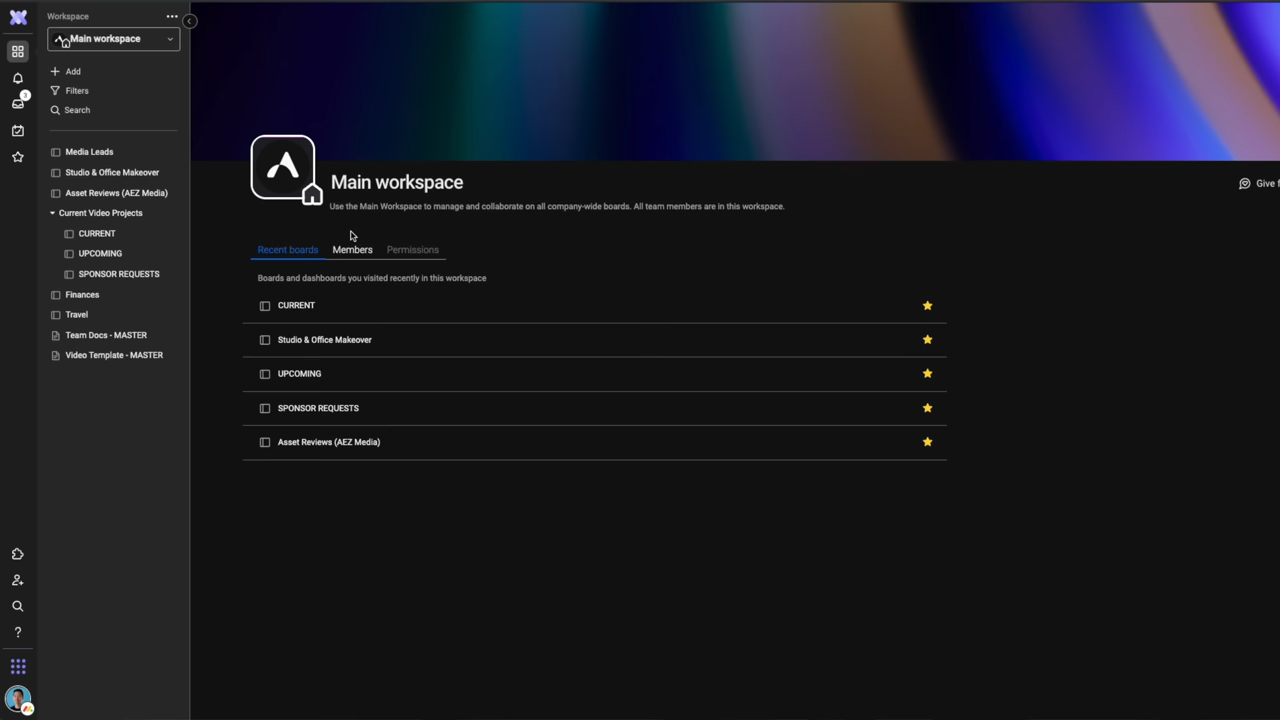 Workspace
Main workspace
Add
Filters
3
Search
Media Leads
Studio & Office Makeover
Asset Reviews (AEZ Media)
Current Video Projects
CURRENT
UPCOMING
SPONSOR REQUESTS
Finances
Travel
Team Docs - MASTER
Video Template - MASTER
Main workspace
Give f
Use the Main Workspace to manage and collaborate on all company-wide boards. All team members are in this workspace.
Recent boards Members Permissions
Boards and dashboards you visited recently in this workspace
CURRENT
Studio & Office Makeover
UPCOMING
SPONSOR REQUESTS
Asset Reviews (AEZ Media)